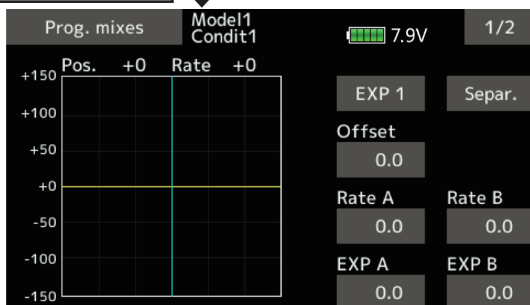 Prog. mixes Model1 7.9V 1/2
Condit1
Pos. +0 Rate +0
+150
EXP 1 Separ.
+100
Offset
+50
0.0
+0
Rate A Rate B
-50 0.0 0.0
-100
EXP A EXP B
-150 0.0 0.0